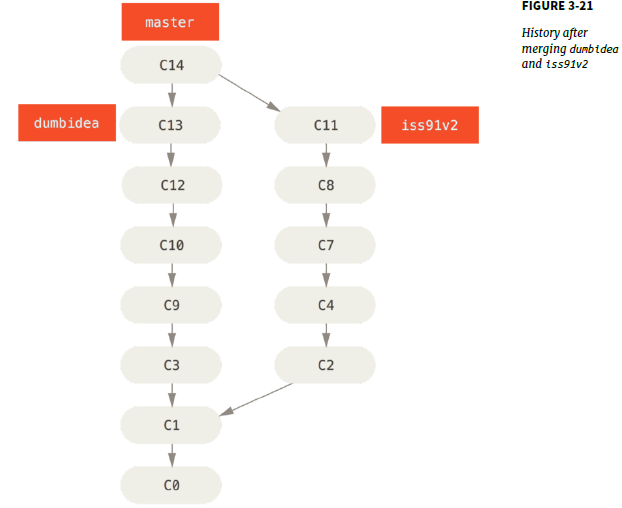 FIGURE 3-21
History after
merging dumbidea
and iss91v2
master
C14
dumbidea
C13
C11
iss91v2
C12
C8
C10
C7
C9
C4
C3
C2
C1
C0